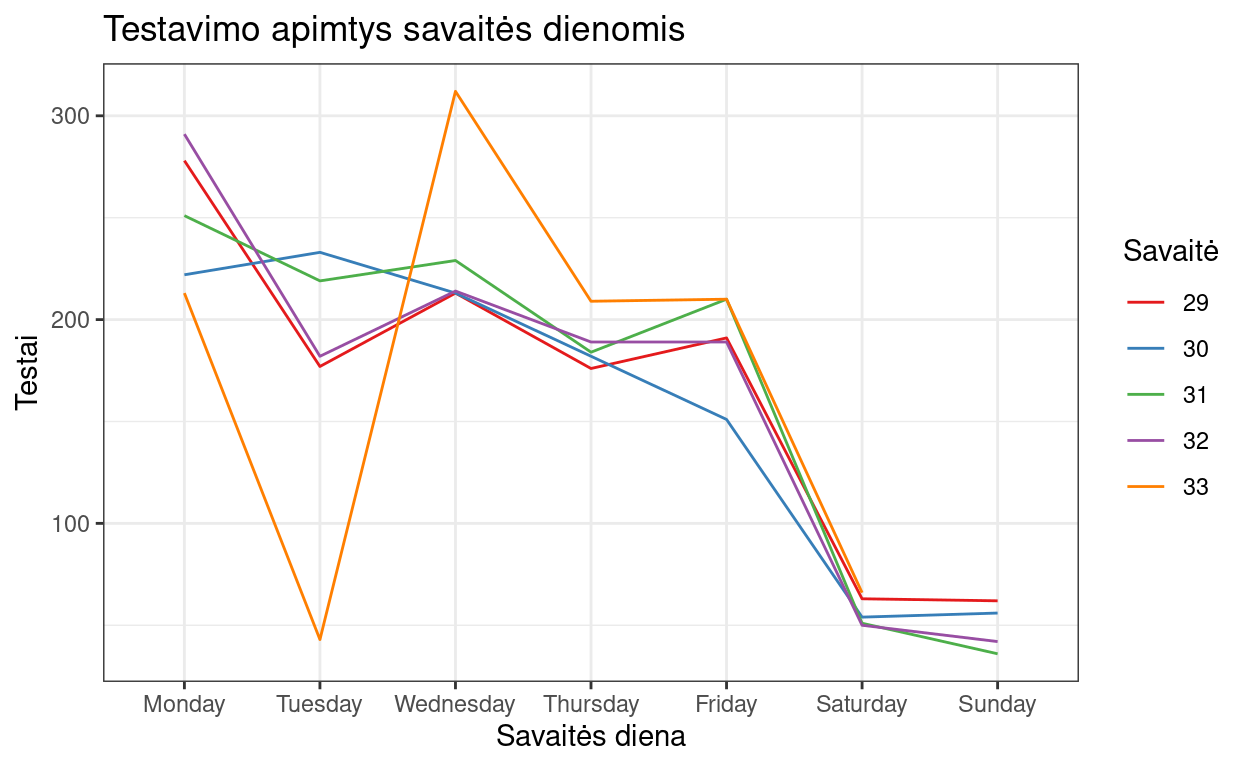 Testavimo apimtys savaitės dienomis
300
200
100
Testai
Monday Tuesday Wednesday Thursday Friday Saturday Sunday
Savaitės diena
Savaitė
29
30
31
32
33